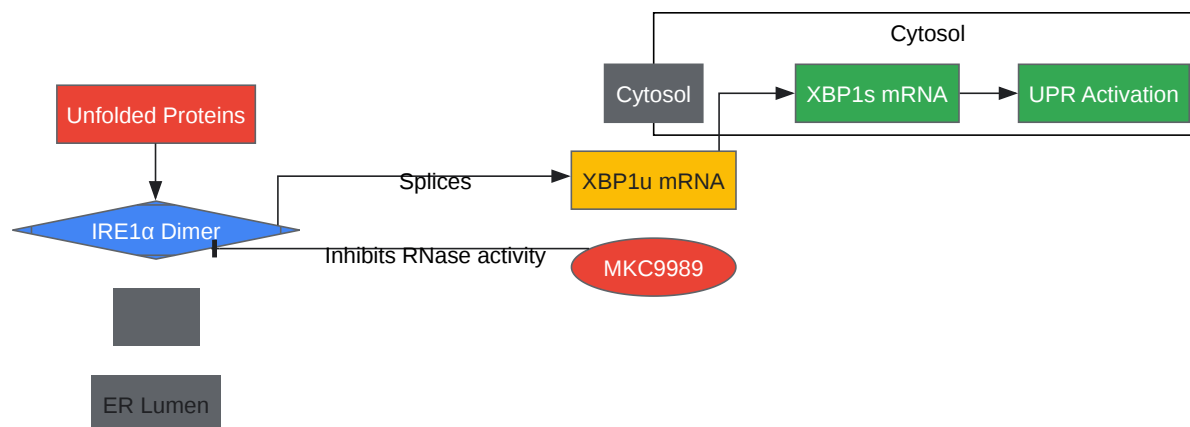 Cytosol
Unfolded Proteins
Cytosol
XBP1s mRNA
UPR Activation
Splices
XBP1u mRNA
IRE1α Dimer
Inhibits RNase activity
MKC9989
ER Lumen